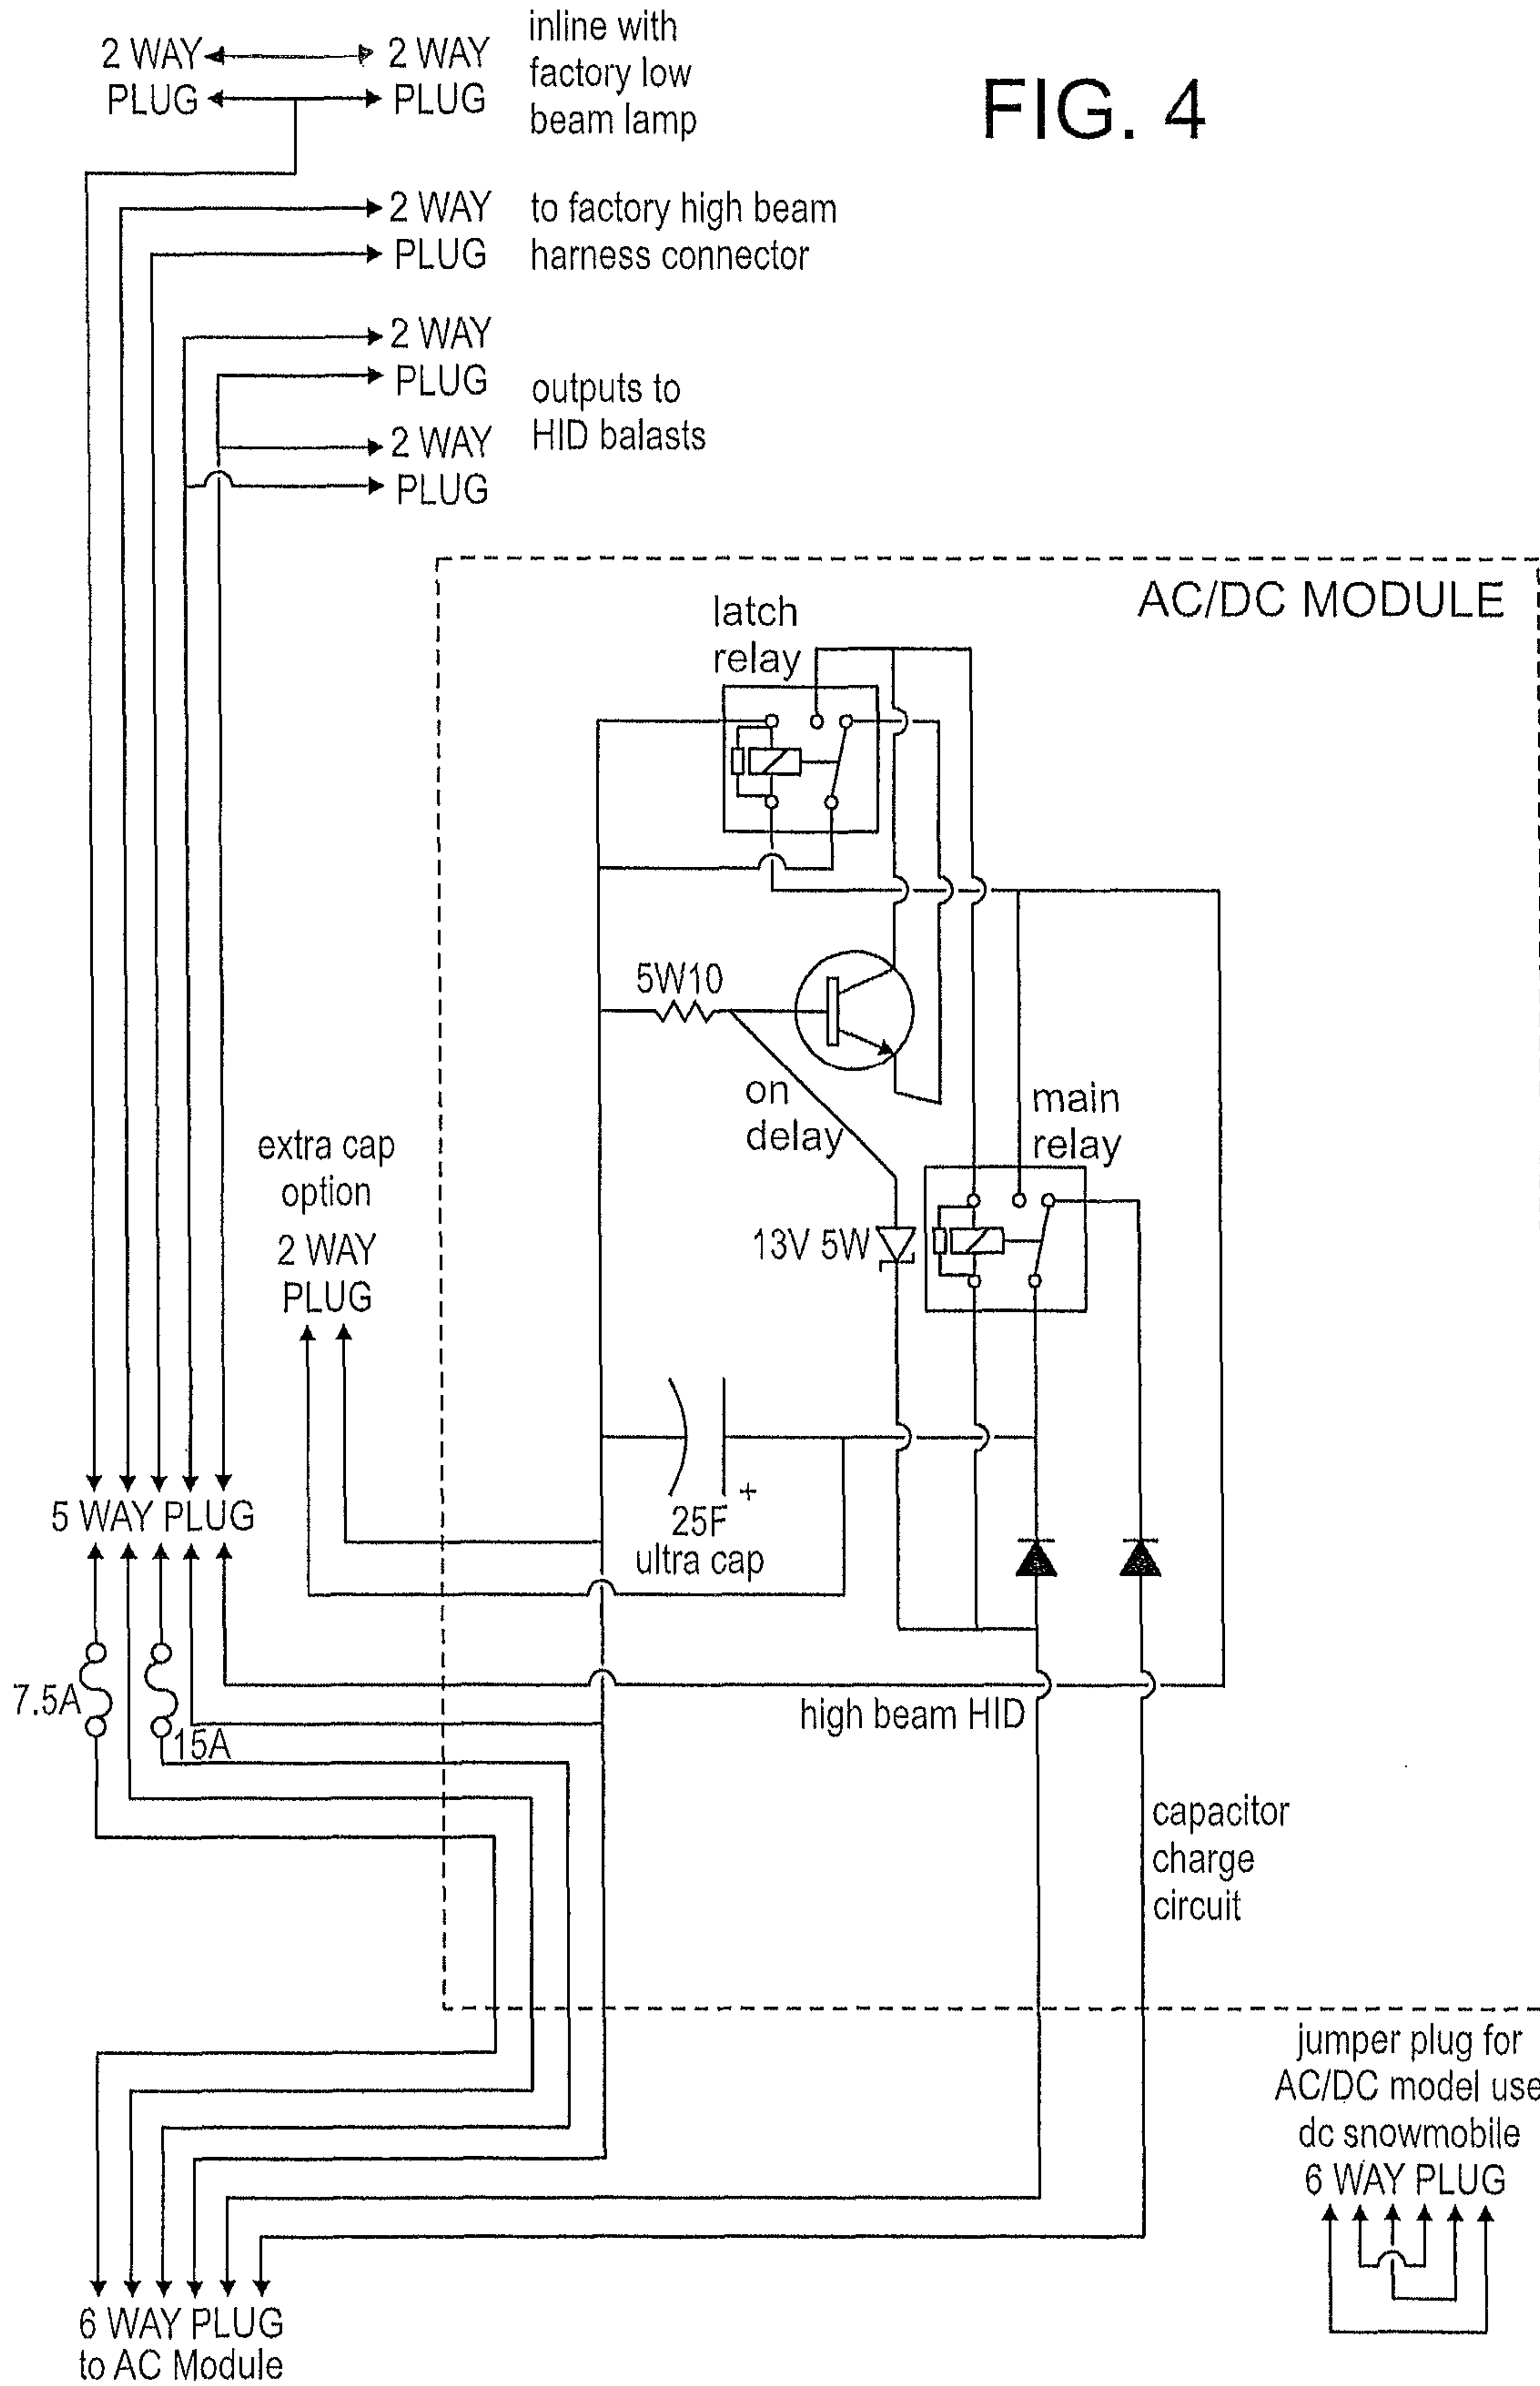 FIG. 4
2 WAY
PLUG
2 WAY
PLUG
inline with
factory low
beam lamp
2 WAY
PLUG
to factory high beam
harness connector
2 WAY
PLUG
2 WAY
PLUG
outputs to
HID balasts
AC/DC MODULE
latch
relay
5W10
on
delay
main
relay
13V 5W
extra cap
option
2 WAY
PLUG
+
25F
ultra cap
5 WAY PLUG
7.5A
15A
high beam HID
capacitor
charge
circuit
jumper plug for
AC/DC model use
dc snowmobile
6 WAY PLUG
6 WAY PLUG
to AC Module